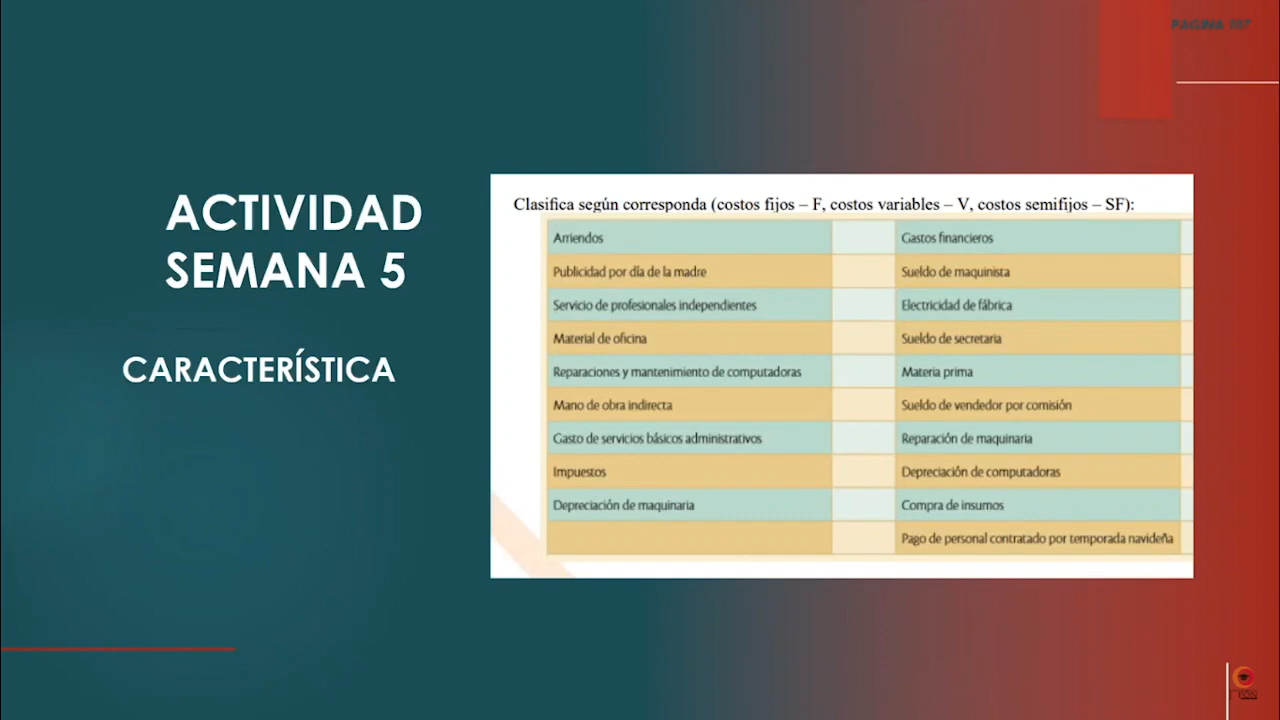 PÁGINA 107
ACTIVIDAD
SEMANA 5
CARACTERÍSTICA
Clasifica según corresponda (costos fijos – F, costos variables – V, costos semifijos – SF):
Arriendos
Gastos financieros
Publicidad por día de la madre
Sueldo de maquinista
Servicio de profesionales independientes
Electricidad de fábrica
Material de oficina
Sueldo de secretaria
Reparaciones y mantenimiento de computadoras
Materia prima
Mano de obra indirecta
Sueldo de vendedor por comisión
Gasto de servicios básicos administrativos
Reparación de maquinaria
Impuestos
Depreciación de computadoras
Depreciación de maquinaria
Compra de insumos
Pago de personal contratado por temporada navideña